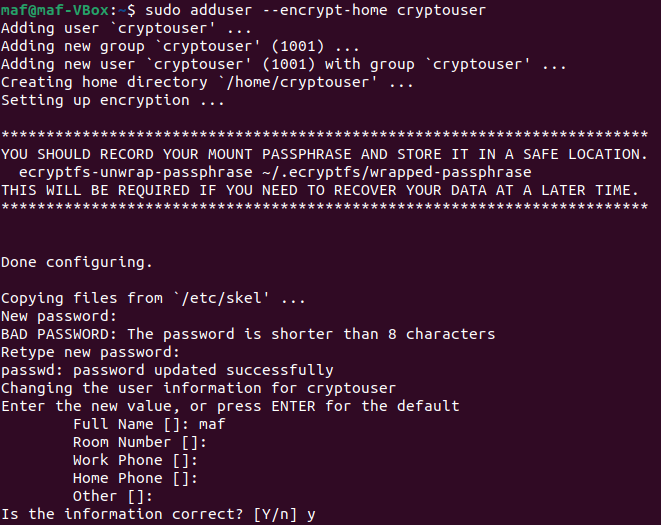 maf@maf-VBox:~$ sudo adduser --encrypt-home cryptouser
Adding user `cryptouser' ...
Adding new group `cryptouser' (1001) ...
Adding new user `cryptouser' (1001) with group `cryptouser' ...
Creating home directory `/home/cryptouser' ...
Setting up encryption ...
************************************************************************
YOU SHOULD RECORD YOUR MOUNT PASSPHRASE AND STORE IT IN A SAFE LOCATION.
  ecryptfs-unwrap-passphrase ~/.ecryptfs/wrapped-passphrase
THIS WILL BE REQUIRED IF YOU NEED TO RECOVER YOUR DATA AT A LATER TIME.
************************************************************************
Done configuring.
Copying files from `/etc/skel' ...
New password:
BAD PASSWORD: The password is shorter than 8 characters
Retype new password:
passwd: password updated successfully
Changing the user information for cryptouser
Enter the new value, or press ENTER for the default
        Full Name []: maf
        Room Number []:
        Work Phone []:
        Home Phone []:
        Other []:
Is the information correct? [Y/n] y